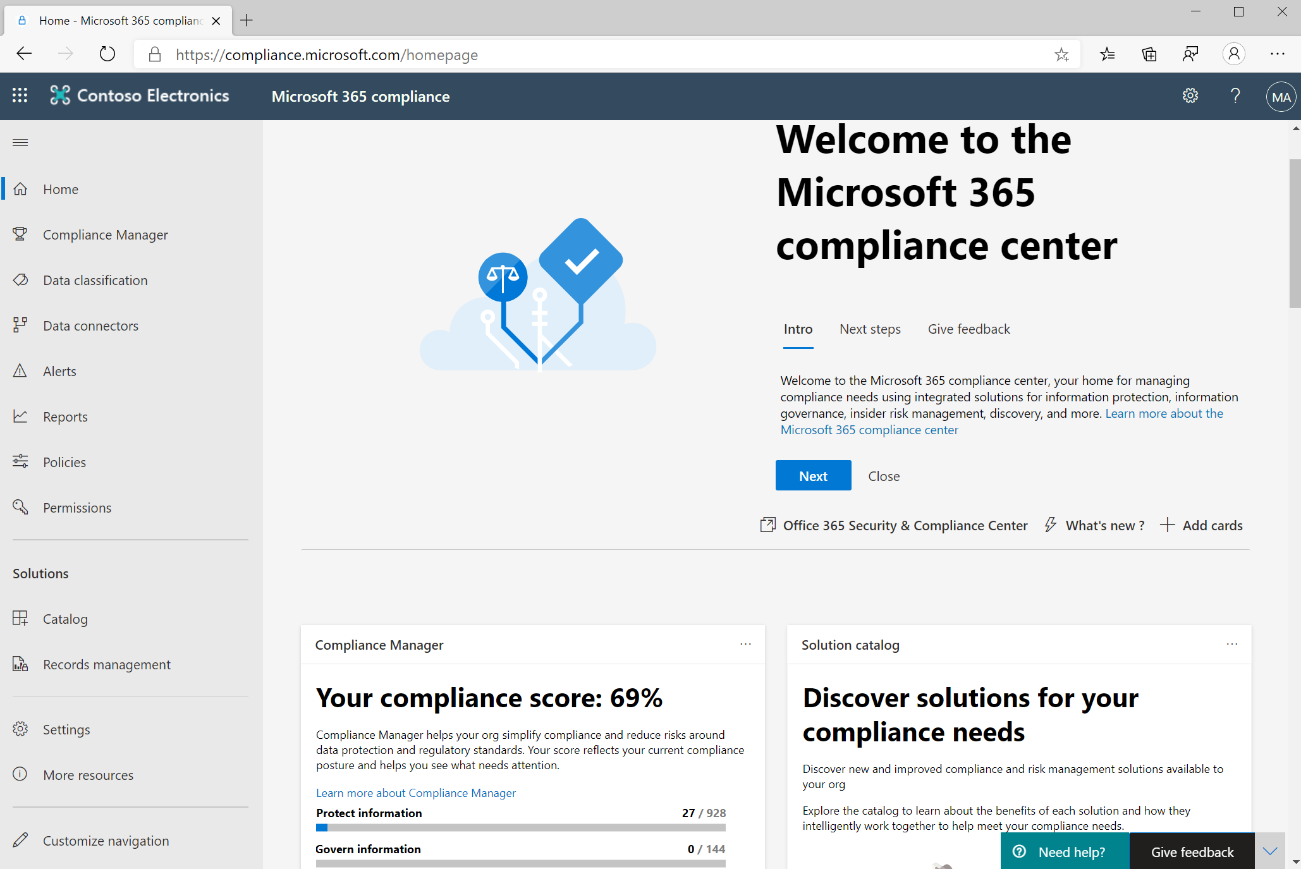 Home - Microsoft 365 complianc
https://compliance.microsoft.com/homepage
Contoso Electronics
Microsoft 365 compliance
?
MA
Home
Compliance Manager
Data classification
Data connectors
Alerts
Reports
Policies
Permissions
Solutions
Catalog
Records management
Settings
More resources
Customize navigation
Welcome to the
Microsoft 365
compliance center
Intro Next steps Give feedback
Welcome to the Microsoft 365 compliance center, your home for managing
compliance needs using integrated solutions for information protection, information
governance, insider risk management, discovery, and more. Learn more about the
Microsoft 365 compliance center
Next Close
Office 365 Security & Compliance Center What's new ? Add cards
Compliance Manager
Your compliance score: 69%
Compliance Manager helps your org simplify compliance and reduce risks around
data protection and regulatory standards. Your score reflects your current compliance
posture and helps you see what needs attention.
Learn more about Compliance Manager
Protect information 27 / 928
Govern information 0 / 144
Solution catalog
Discover solutions for your
compliance needs
Discover new and improved compliance and risk management solutions available to
your org
Explore the catalog to learn about the benefits of each solution and how they
intelligently work together to help meet your compliance needs.
Need help? Give feedback